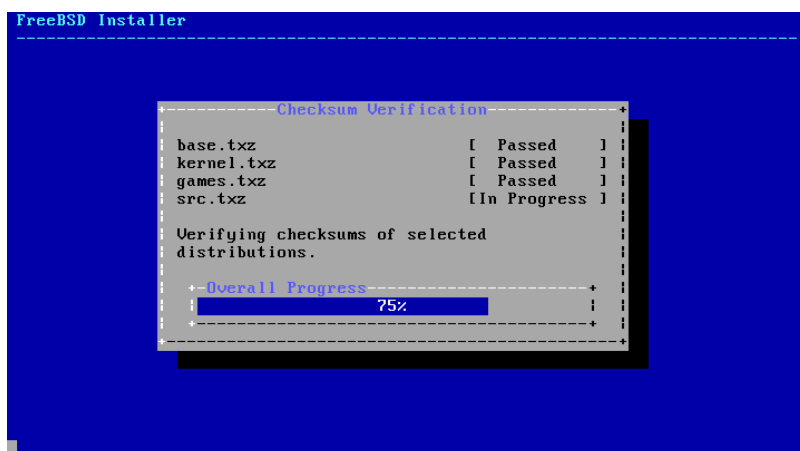 FreeBSD Installer
Checksum Verification
base.txz [ Passed ]
kernel.txz [ Passed ]
games.txz [ Passed ]
src.txz [In Progress ]
Verifying checksums of selected
distributions.
Overall Progress
75%